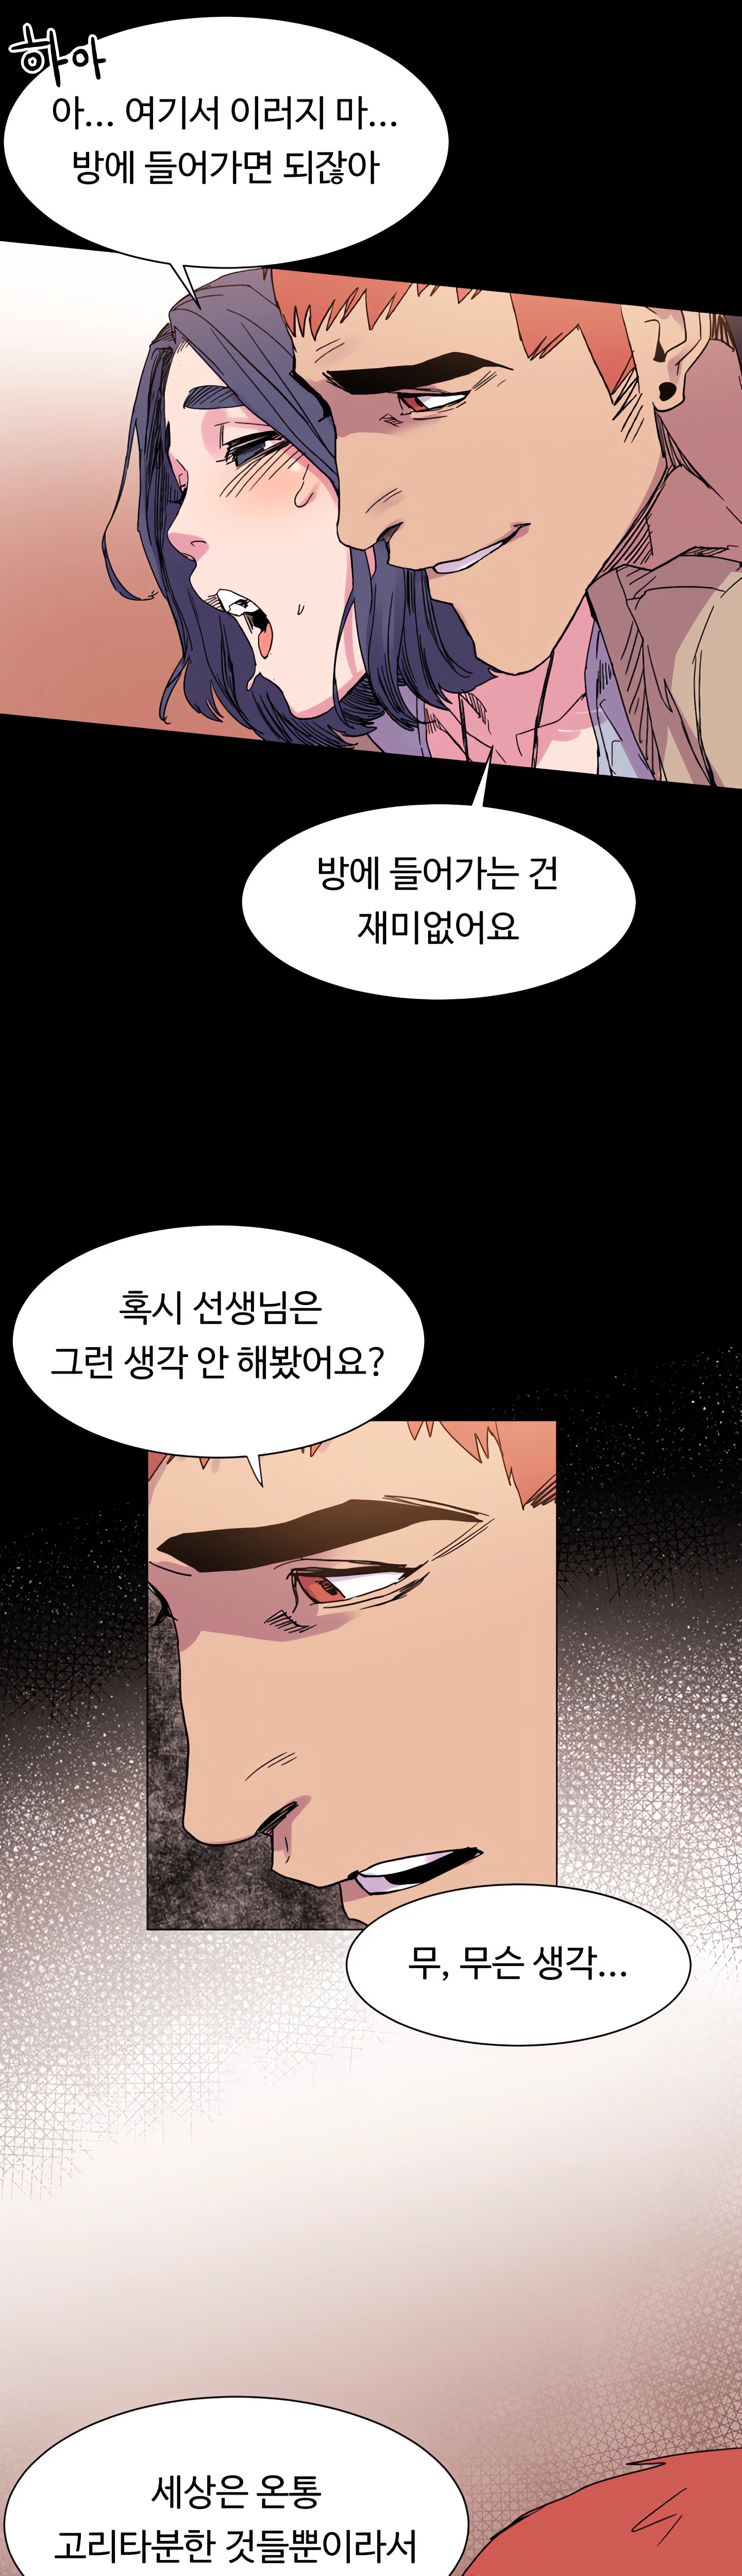 하아
아... 여기서 이러지 마...
방에 들어가면 되잖아
방에 들어가는 건
재미없어요
혹시 선생님은
그런 생각 안 해봤어요?
무, 무슨 생각...
세상은 온통
고리타분한 것들뿐이라서